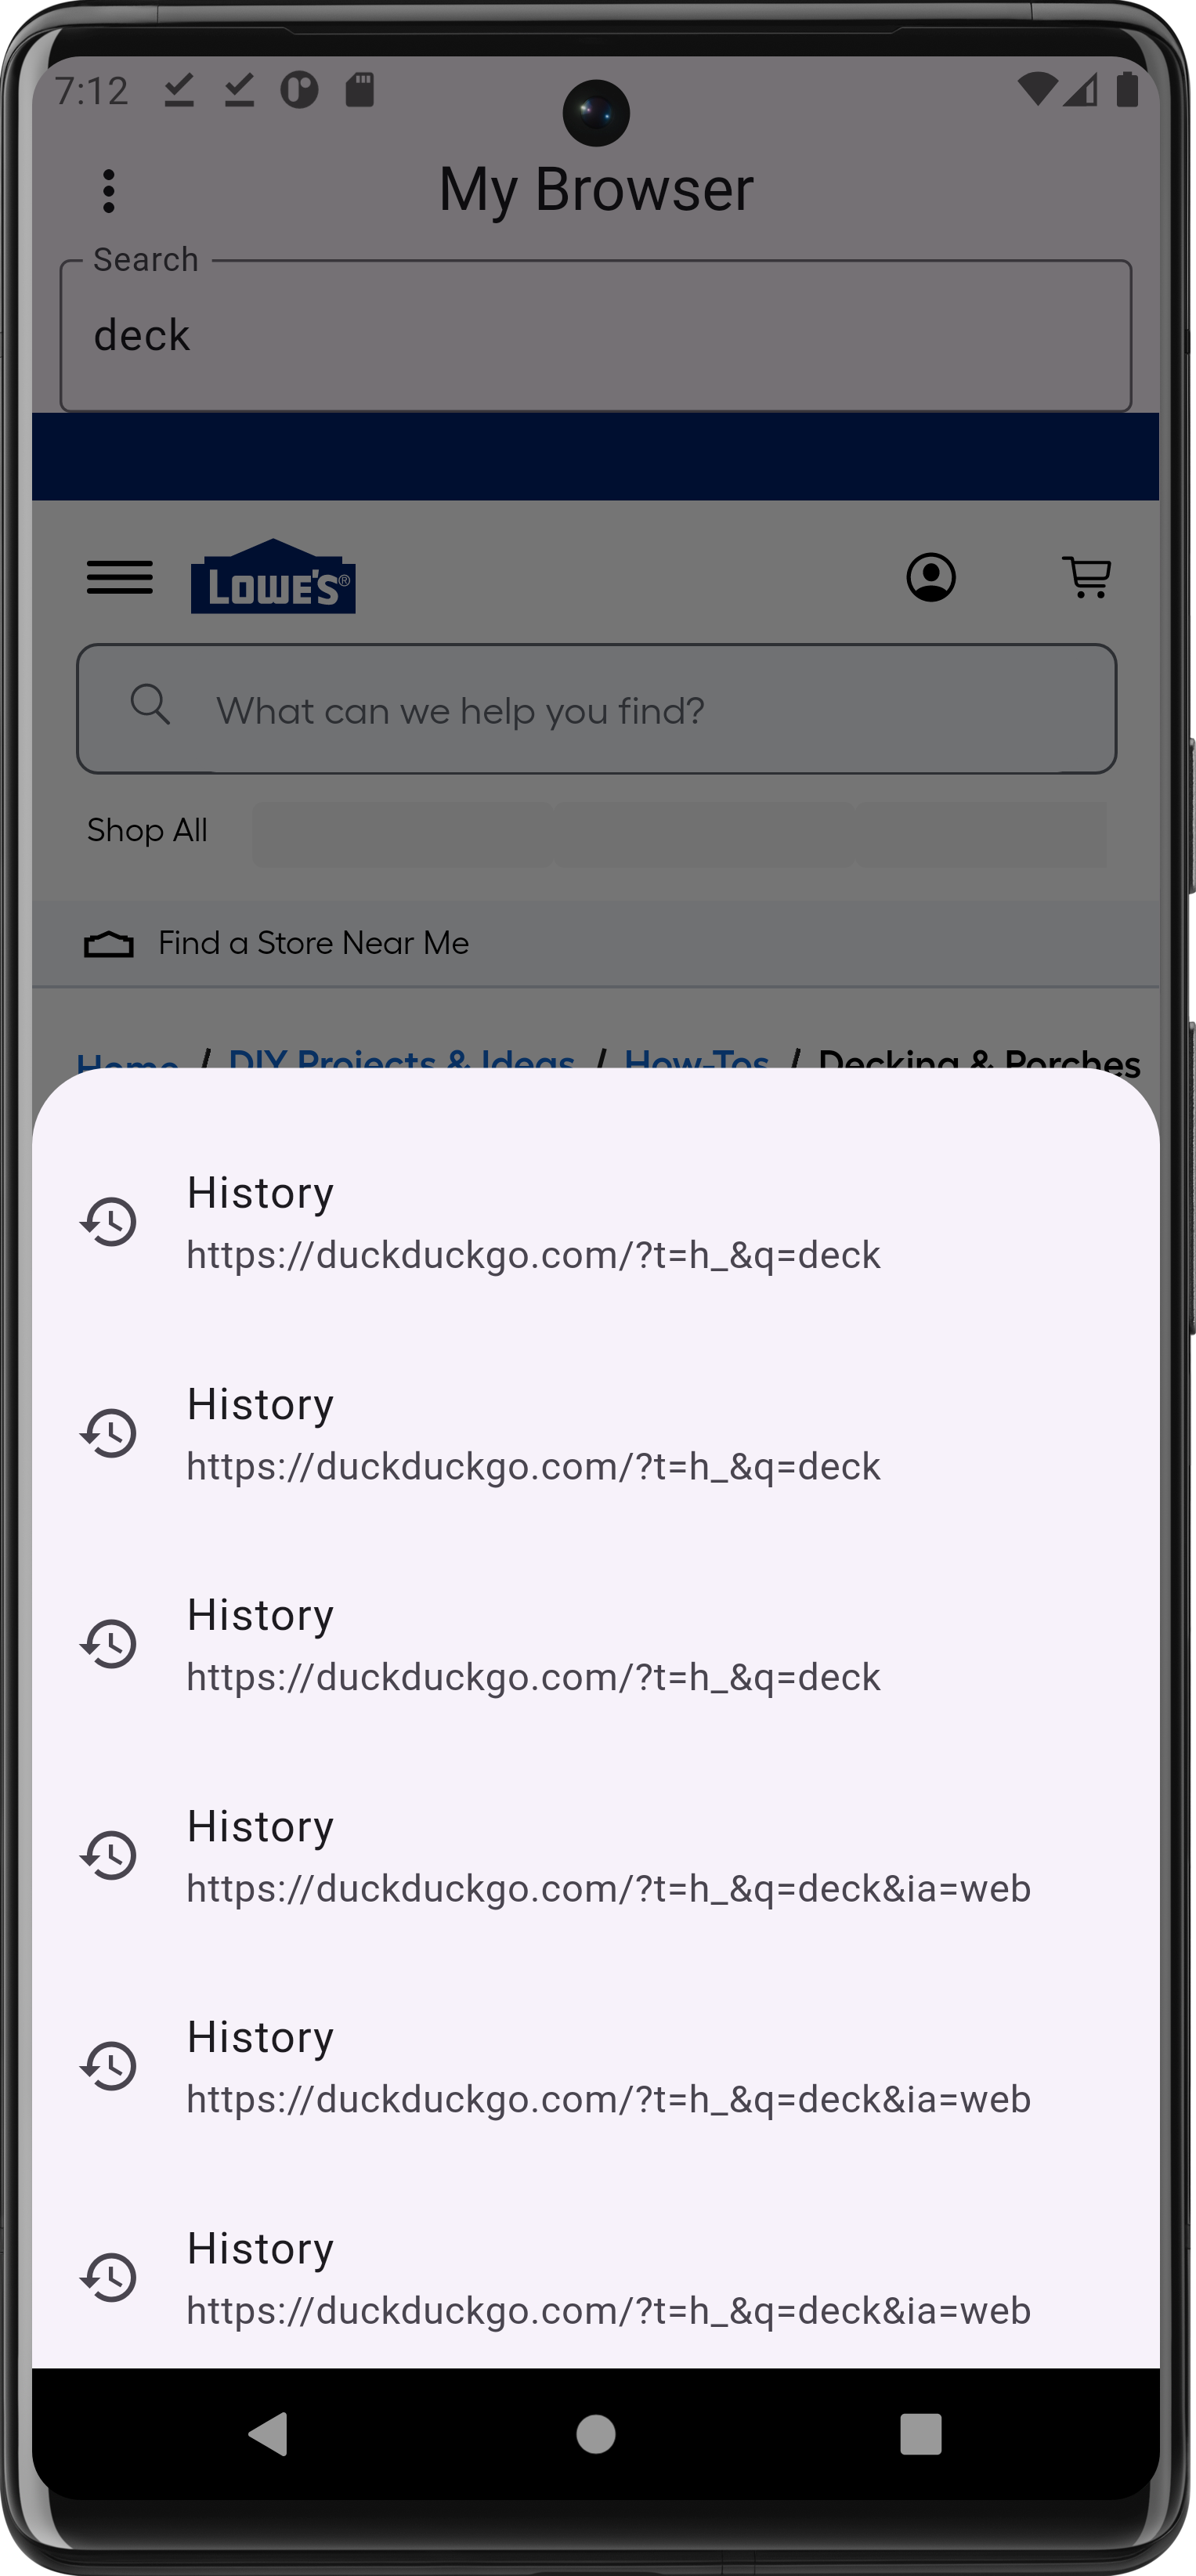 7:12
My Browser
Search
deck
LOWE'S®
What can we help you find?
Shop All
Find a Store Near Me
Home / DIY Projects & Ideas / How-Tos / Decking & Porches
History
https://duckduckgo.com/?t=h_&q=deck
History
https://duckduckgo.com/?t=h_&q=deck
History
https://duckduckgo.com/?t=h_&q=deck
History
https://duckduckgo.com/?t=h_&q=deck&ia=web
History
https://duckduckgo.com/?t=h_&q=deck&ia=web
History
https://duckduckgo.com/?t=h_&q=deck&ia=web